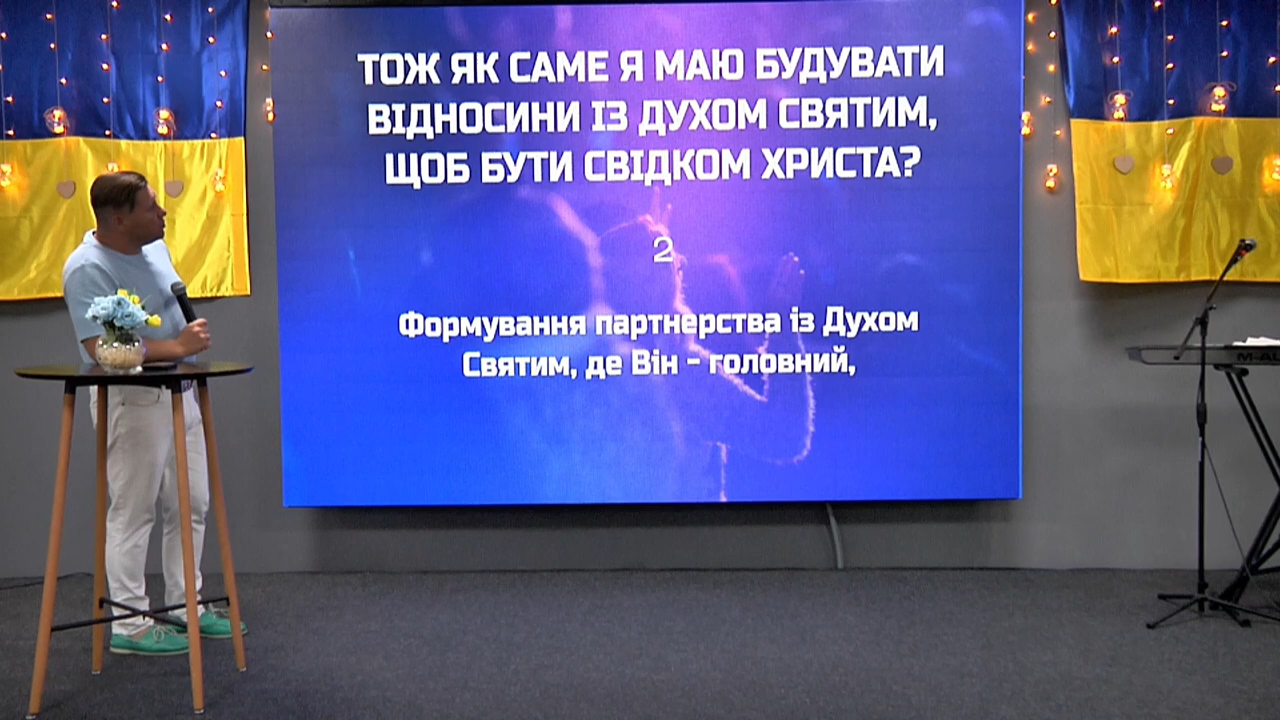 ТОЖ ЯК САМЕ Я МАЮ БУДУВАТИ
ВІДНОСИНИ ІЗ ДУХОМ СВЯТИМ,
ЩОБ БУТИ СВІДКОМ ХРИСТА?
2
Формування партнерства із Духом
Святим, де Він – головний,